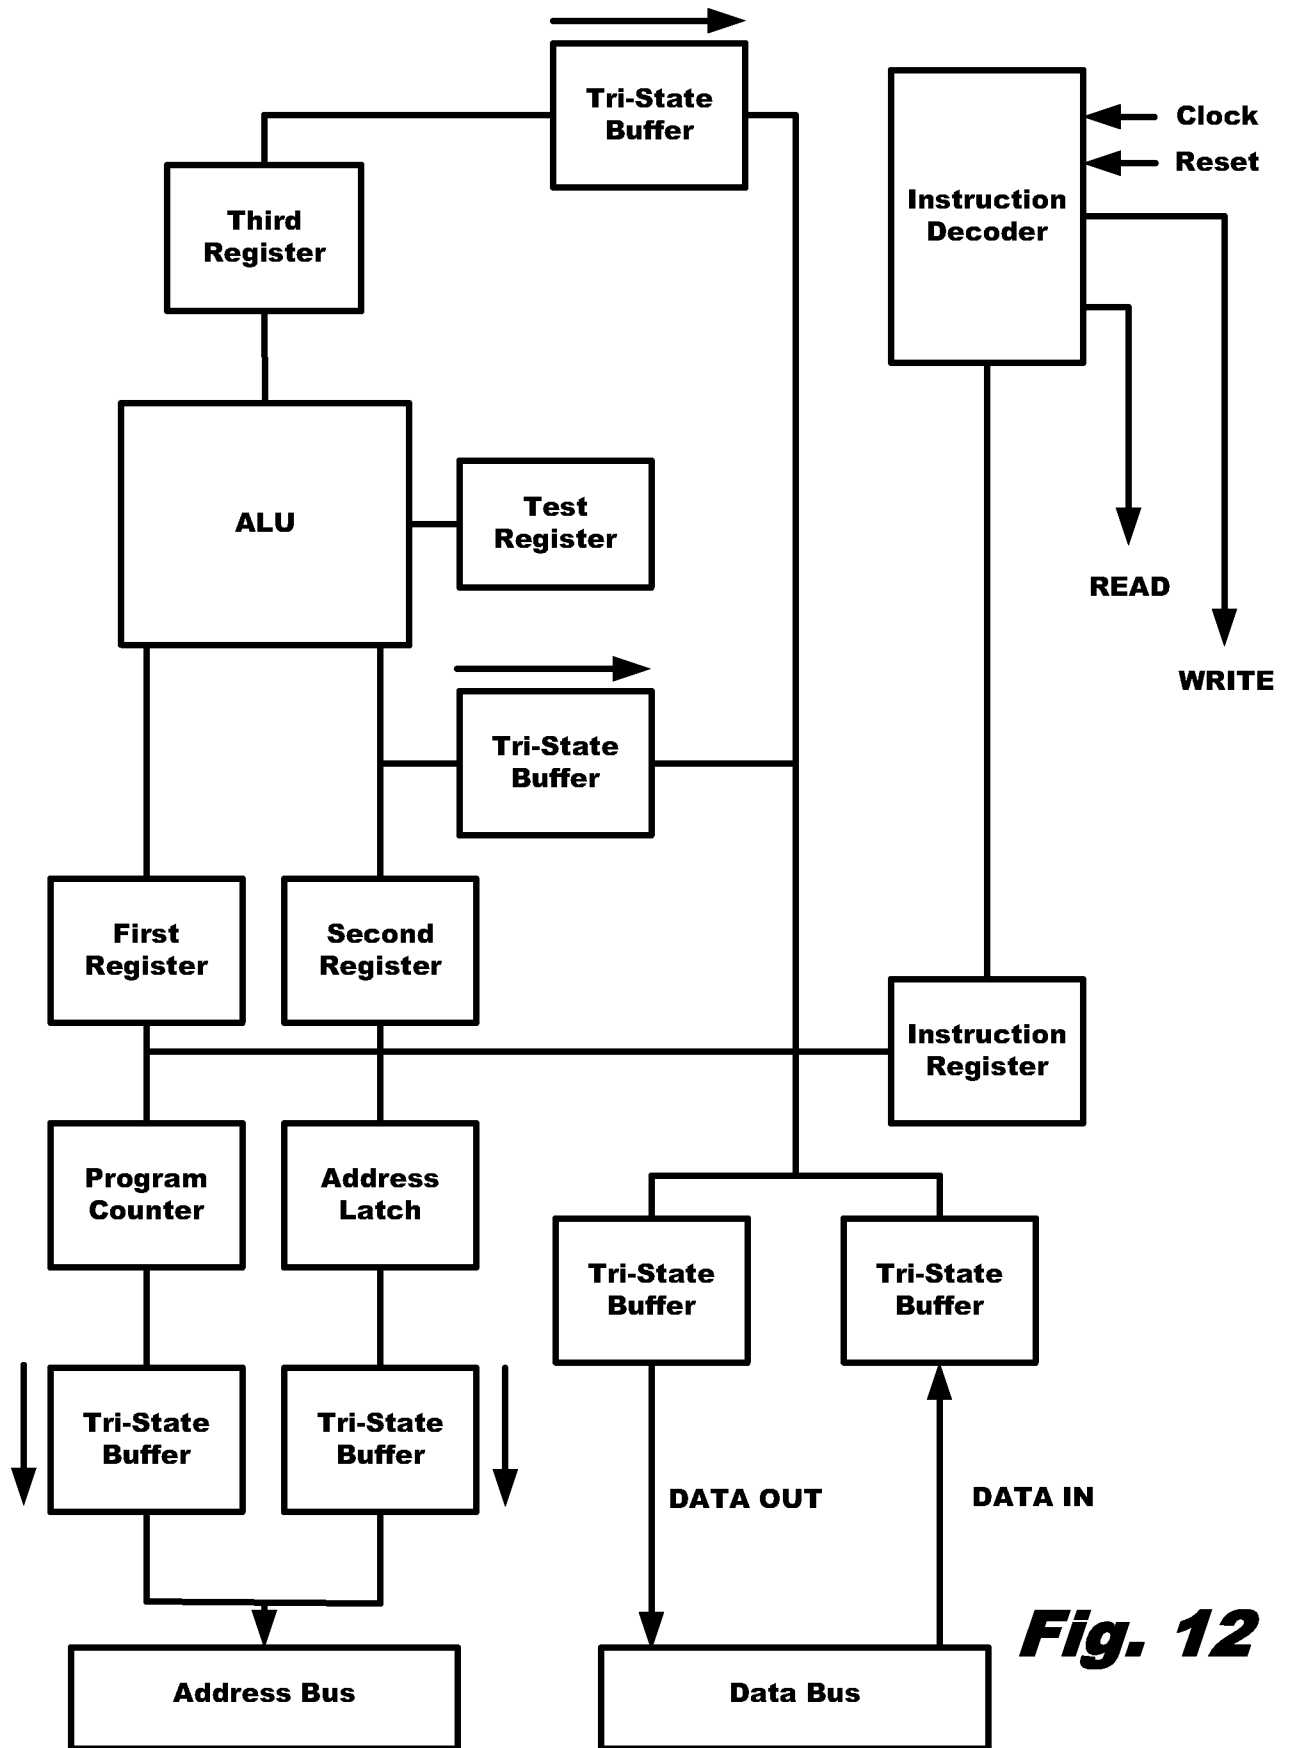 Tri-State
Buffer
Clock
Reset
Instruction
Decoder
Third
Register
ALU
Test
Register
READ
WRITE
Tri-State
Buffer
First
Register
Second
Register
Instruction
Register
Program
Counter
Address
Latch
Tri-State
Buffer
Tri-State
Buffer
Tri-State
Buffer
Tri-State
Buffer
DATA OUT
DATA IN
Fig. 12
Address Bus
Data Bus